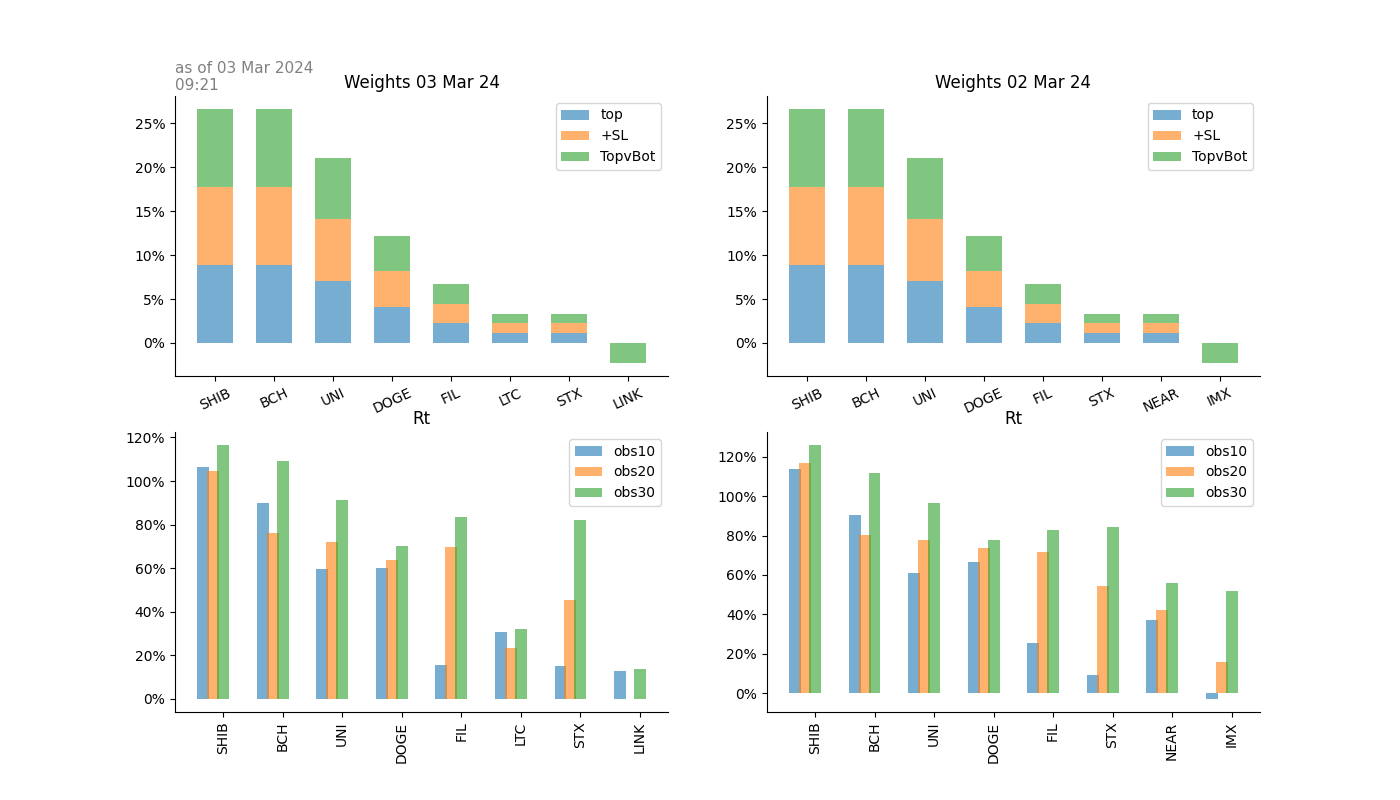 as of 03 Mar 2024
09:21
Weights 03 Mar 24
25%
20%
15%
10%
5%
0%
top
+SL
TopvBot
SHIB BCH UNI DOGE FIL LTC STX LINK
Weights 02 Mar 24
25%
20%
15%
10%
5%
0%
top
+SL
TopvBot
SHIB BCH UNI DOGE FIL STX NEAR IMX
Rt
120%
100%
80%
60%
40%
20%
0%
obs10
obs20
obs30
SHIB BCH UNI DOGE FIL LTC STX LINK
Rt
120%
100%
80%
60%
40%
20%
0%
obs10
obs20
obs30
SHIB BCH UNI DOGE FIL STX NEAR IMX